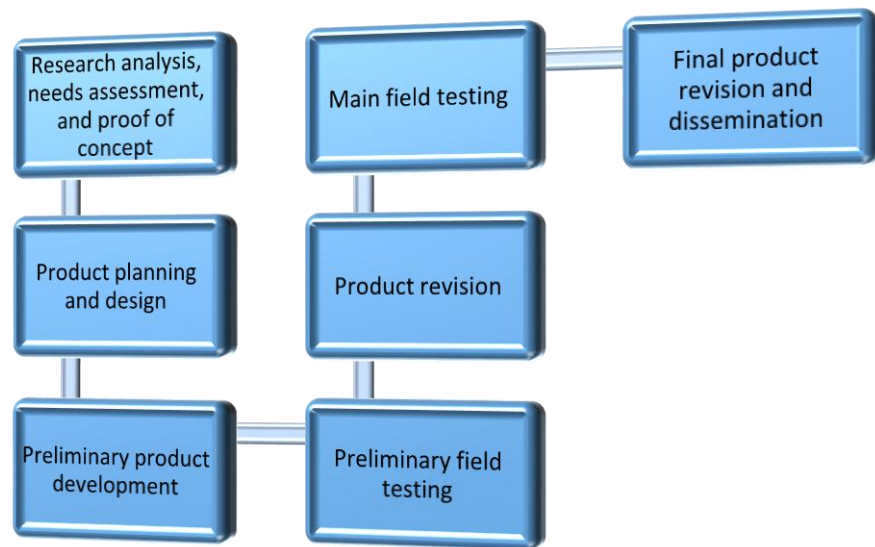 Research analysis,
needs assessment,
and proof of
concept
Product planning
and design
Preliminary product
development
Preliminary field
testing
Product revision
Main field testing
Final product
revision and
dissemination